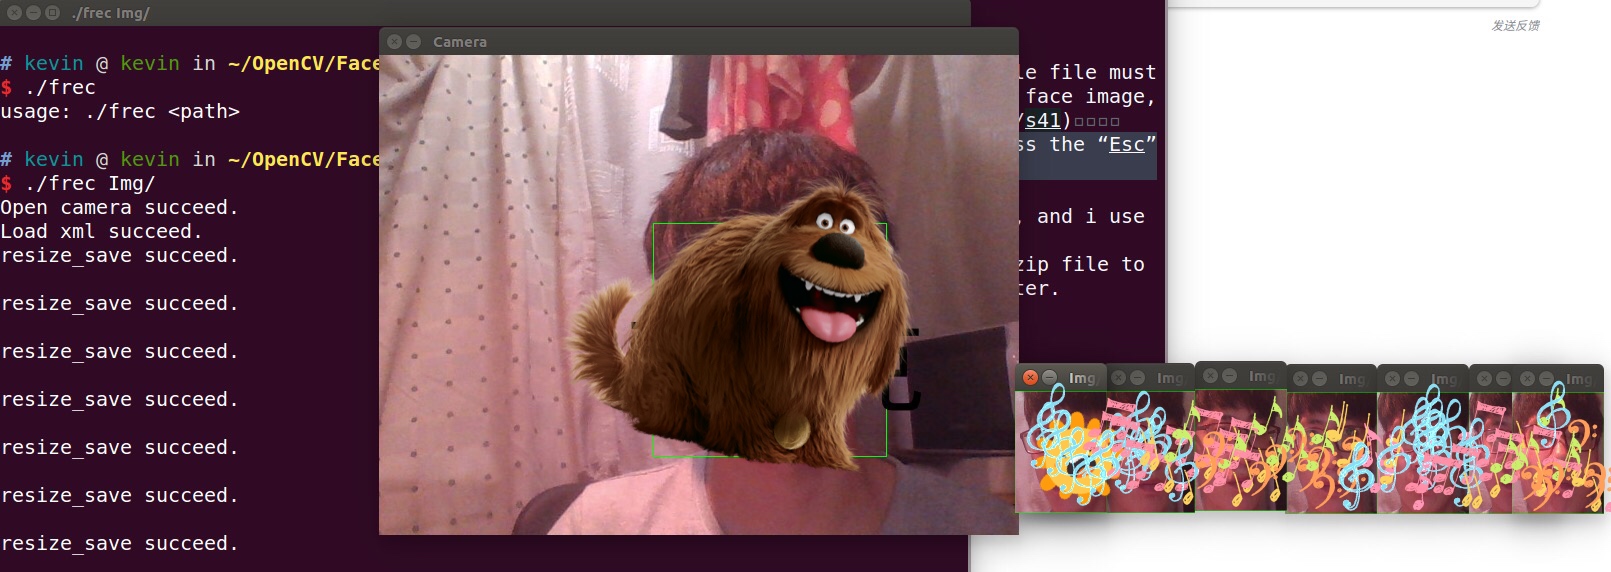 ./frec Img/
# kevin @ kevin in ~/OpenCV/Face
$ ./frec
usage: ./frec <path>
# kevin @ kevin in ~/OpenCV/Face
$ ./frec Img/
Open camera succeed.
Load xml succeed.
resize_save succeed.
resize_save succeed.
resize_save succeed.
resize_save succeed.
resize_save succeed.
resize_save succeed.
resize_save succeed.
Camera
le file must
face image,
/s41)
ss the “Esc”
, and i use
zip file to
ter.
发送反馈
Img/
Img
Img
Img
Img
Img